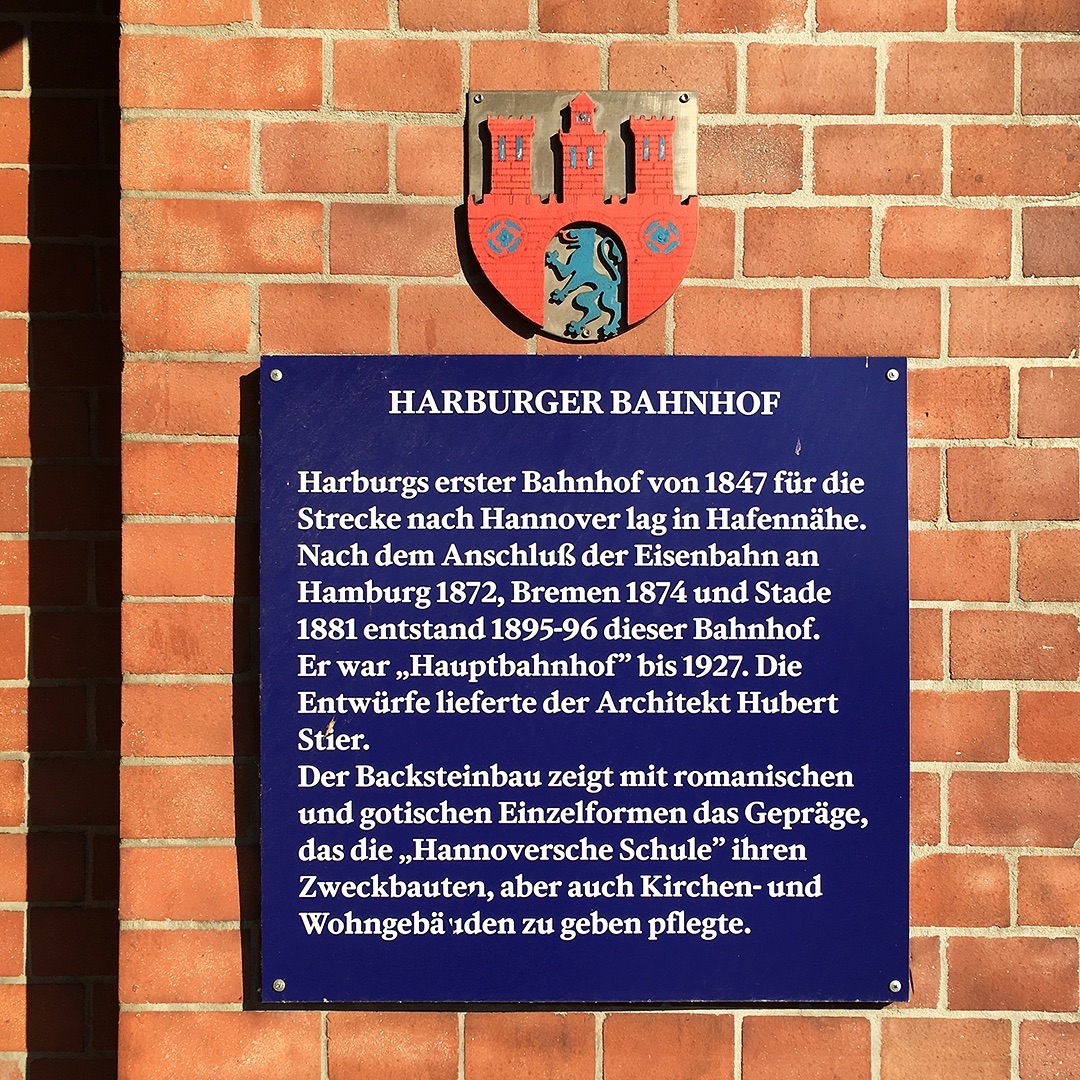 HARBURGER BAHNHOF
Harburgs erster Bahnhof von 1847 für die
Strecke nach Hannover lag in Hafennähe.
Nach dem Anschluß der Eisenbahn an
Hamburg 1872, Bremen 1874 und Stade
1881 entstand 1895-96 dieser Bahnhof.
Er war „Hauptbahnhof” bis 1927. Die
Entwürfe lieferte der Architekt Hubert
Stier.
Der Backsteinbau zeigt mit romanischen
und gotischen Einzelformen das Gepräge,
das die „Hannoversche Schule” ihren
Zweckbauten, aber auch Kirchen- und
Wohngebäuden zu geben pflegte.